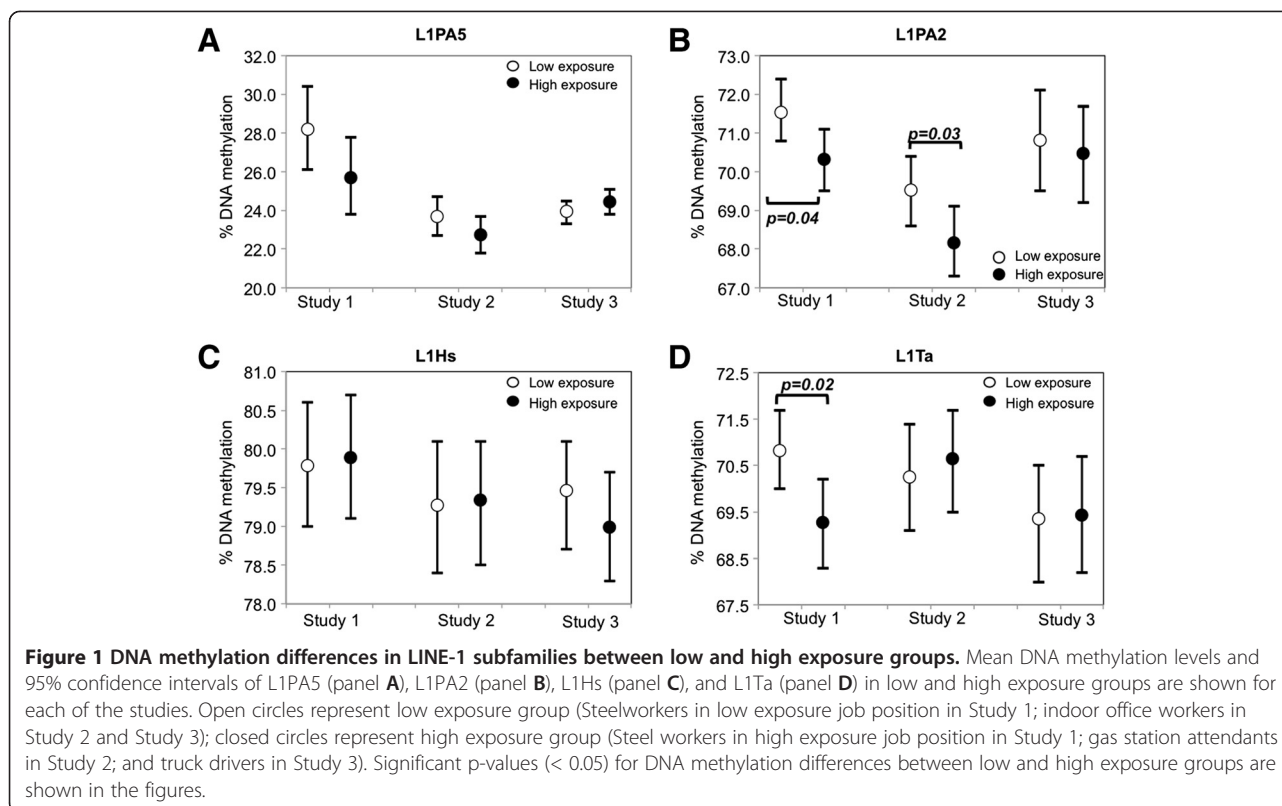 A
L1PA5
% DNA methylation
32.0
30.0
28.0
26.0
24.0
22.0
20.0
Low exposure
High exposure
Study 1 Study 2 Study 3
B
L1PA2
% DNA methylation
73.0
72.0
71.0
70.0
69.0
68.0
67.0
p=0.03
p=0.04
Low exposure
High exposure
Study 1 Study 2 Study 3
C
L1Hs
% DNA methylation
81.0
80.5
80.0
79.5
79.0
78.5
78.0
Low exposure
High exposure
Study 1 Study 2 Study 3
D
L1Ta
% DNA methylation
72.5
71.5
70.5
69.5
68.5
67.5
p=0.02
Low exposure
High exposure
Study 1 Study 2 Study 3
Figure 1 DNA methylation differences in LINE-1 subfamilies between low and high exposure groups. Mean DNA methylation levels and
95% confidence intervals of L1PA5 (panel A), L1PA2 (panel B), L1Hs (panel C), and L1Ta (panel D) in low and high exposure groups are shown for
each of the studies. Open circles represent low exposure group (Steelworkers in low exposure job position in Study 1; indoor office workers in
Study 2 and Study 3); closed circles represent high exposure group (Steel workers in high exposure job position in Study 1; gas station attendants
in Study 2; and truck drivers in Study 3). Significant p-values (< 0.05) for DNA methylation differences between low and high exposure groups are
shown in the figures.